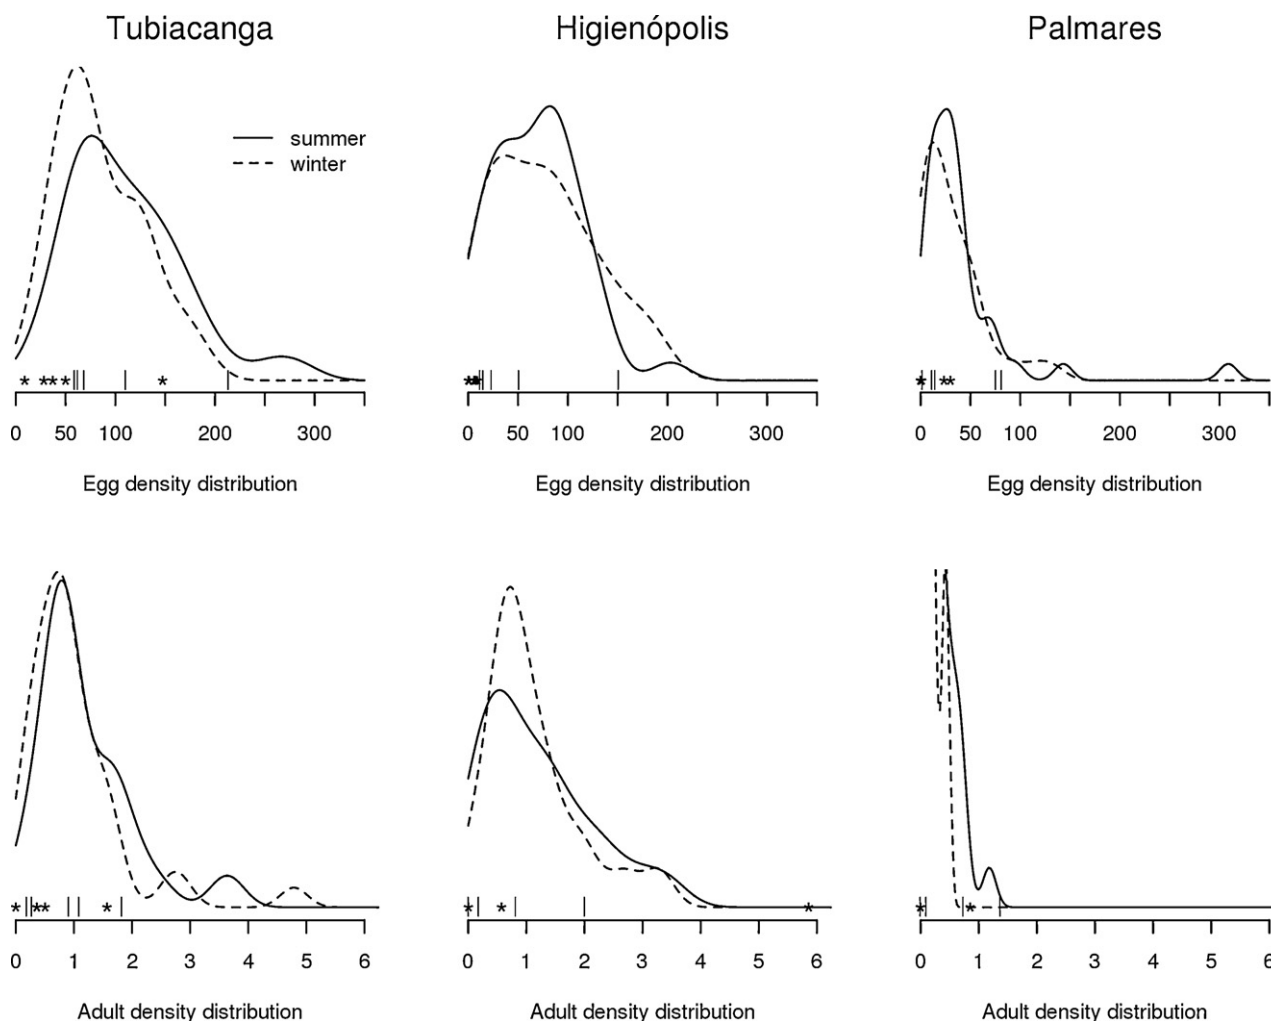 Tubiacanga Higienópolis Palmares
summer
winter
* * * * *
* * * *
* * *
0 50 100 200 300
0 50 100 200 300
0 50 100 200 300
Egg density distribution Egg density distribution Egg density distribution
* * * *
* * *
* *
0 1 2 3 4 5 6
0 1 2 3 4 5 6
0 1 2 3 4 5 6
Adult density distribution Adult density distribution Adult density distribution